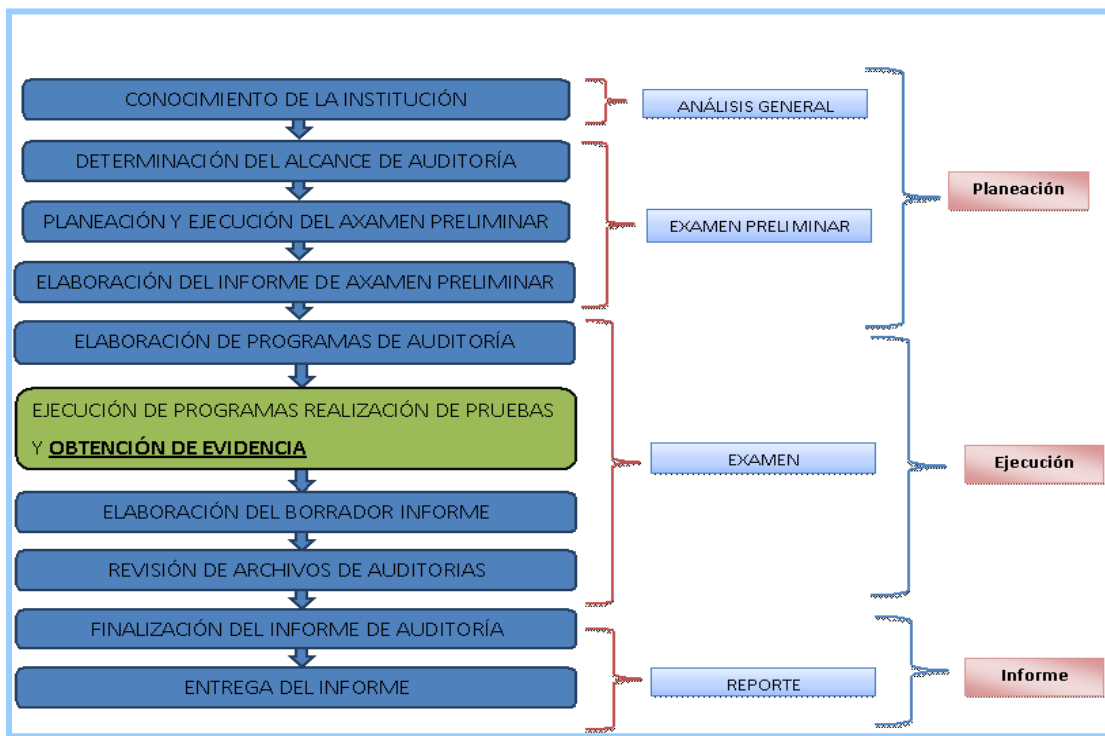 CONOCIMIENTO DE LA INSTITUCIÓN
ANÁLISIS GENERAL
DETERMINACIÓN DEL ALCANCE DE AUDITORÍA
Planeación
PLANEACIÓN Y EJECUCIÓN DEL AXAMEN PRELIMINAR
EXAMEN PRELIMINAR
ELABORACIÓN DEL INFORME DE AXAMEN PRELIMINAR
ELABORACIÓN DE PROGRAMAS DE AUDITORÍA
EJECUCIÓN DE PROGRAMAS REALIZACIÓN DE PRUEBAS
Y OBTENCIÓN DE EVIDENCIA
EXAMEN
Ejecución
ELABORACIÓN DEL BORRADOR INFORME
REVISIÓN DE ARCHIVOS DE AUDITORIAS
FINALIZACIÓN DEL INFORME DE AUDITORÍA
ENTREGA DEL INFORME
REPORTE
Informe